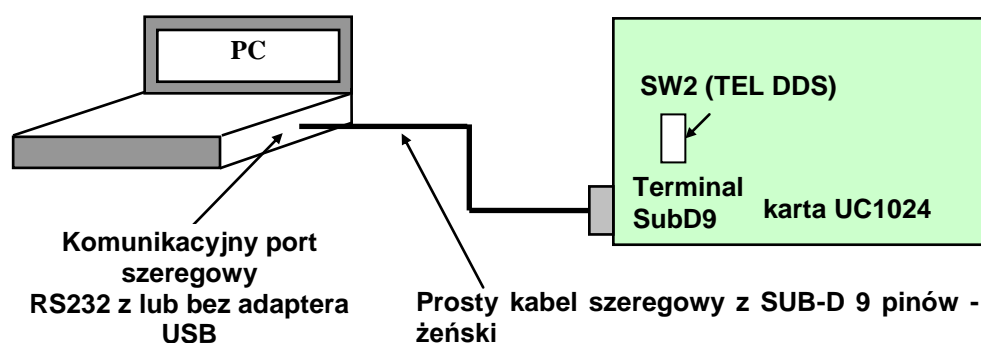 PC
SW2 (TEL DDS)
Terminal
SubD9
karta UC1024
Komunikacyjny port
szeregowy
RS232 z lub bez adaptera
USB
Prosty kabel szeregowy z SUB-D 9 pinów -
żeński